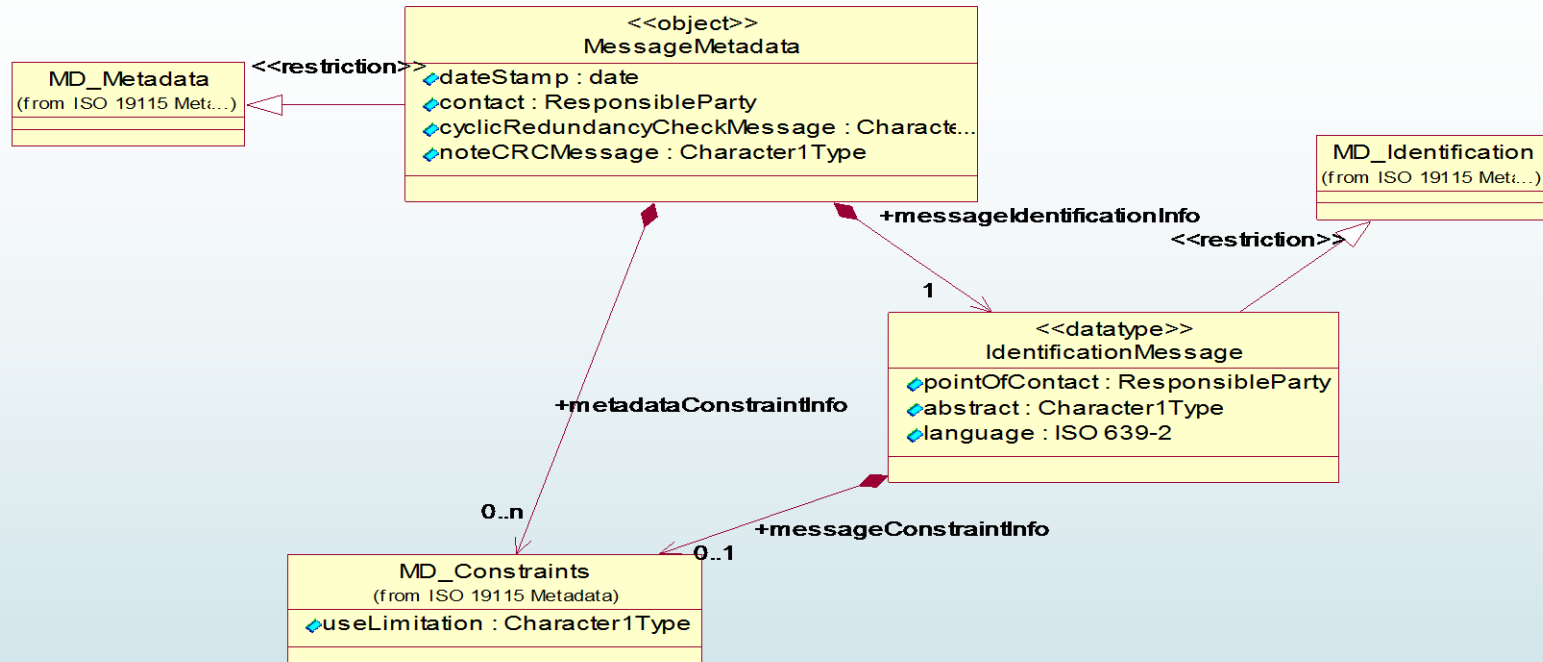 <<object>>
MessageMetadata
dateStamp : date
contact : ResponsibleParty
cyclicRedundancyCheckMessage : Characte...
noteCRCMessage : Character1Type
<<restriction>>
MD_Metadata
(from ISO 19115 Meta...)
MD_Identification
(from ISO 19115 Meta...)
+messageIdentificationInfo
<<restriction>>
1
<<datatype>>
IdentificationMessage
pointOfContact : ResponsibleParty
abstract : Character1Type
language : ISO 639-2
+metadataConstraintInfo
0..n
+messageConstraintInfo
0..1
MD_Constraints
(from ISO 19115 Metadata)
useLimitation : Character1Type